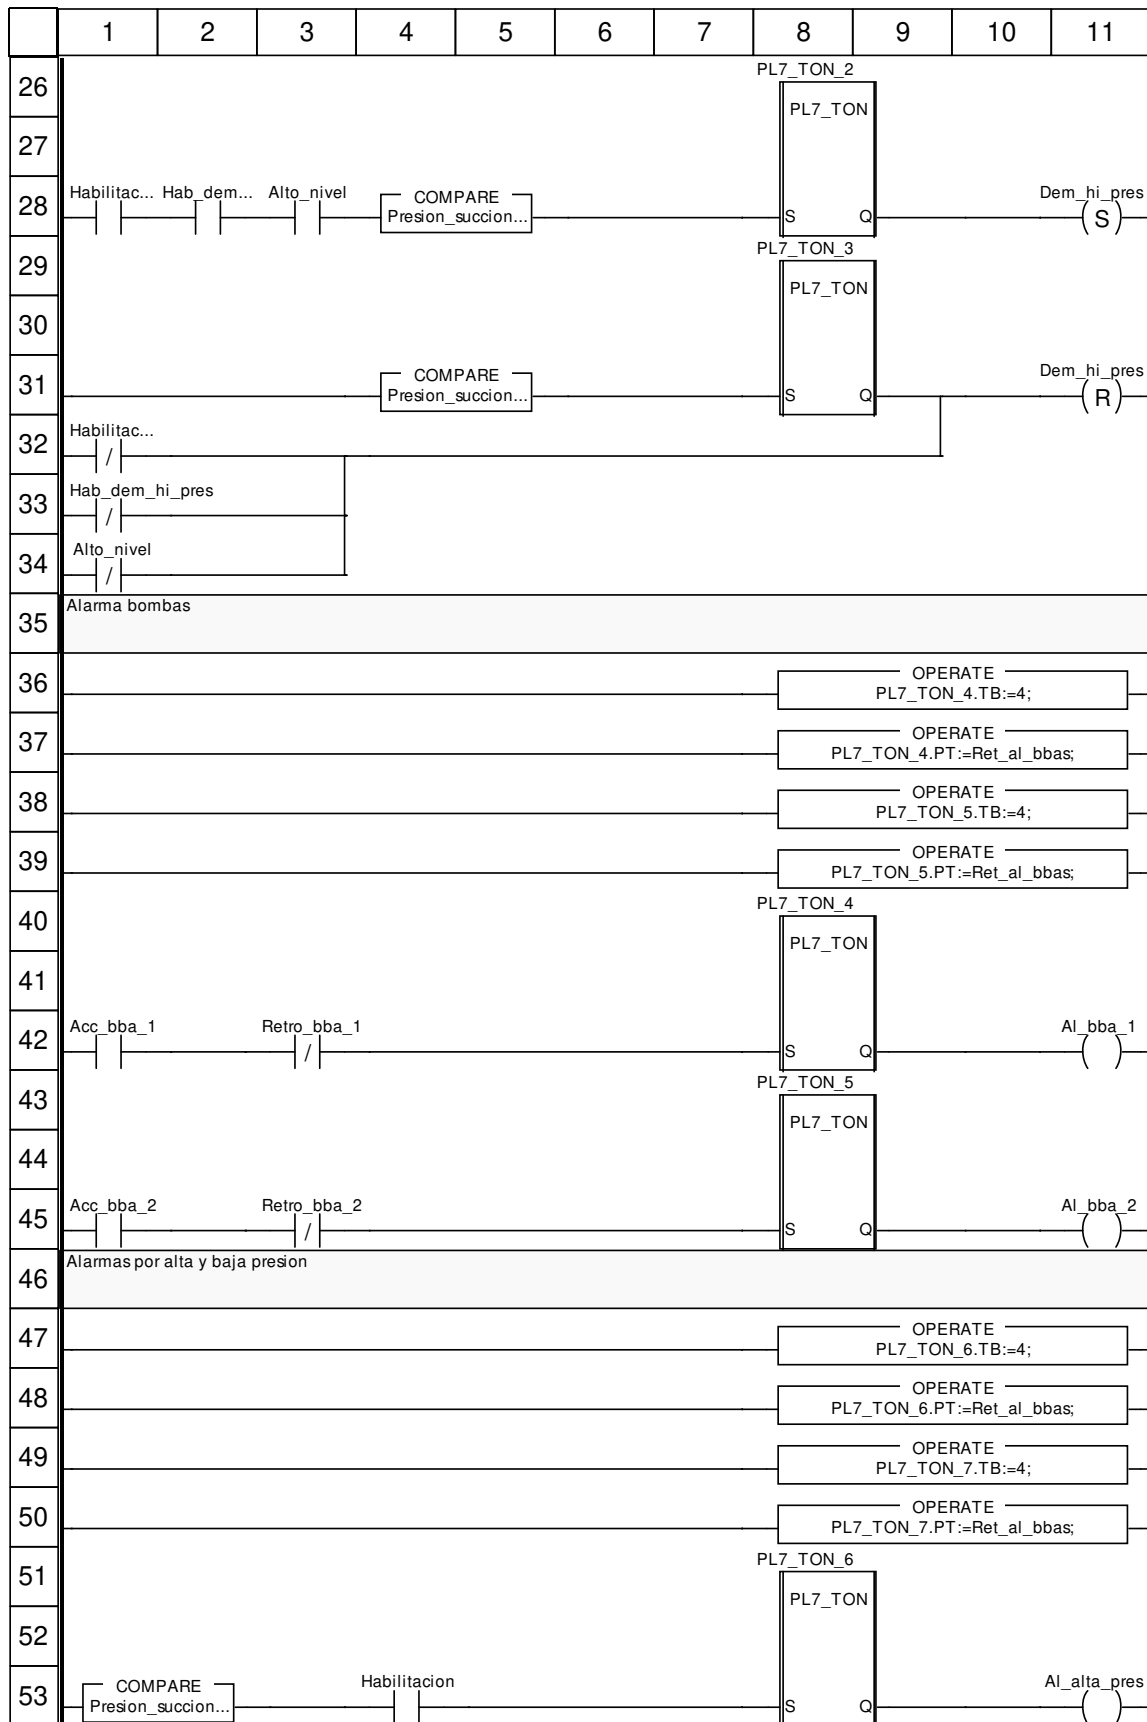 1 2 3 4 5 6 7 8 9 10 11
26 PL7_TON_2
PL7_TON
27
Habilitac... Hab_dem... Alto_nivel COMPARE Dem_hi_pres
28 Presion_succion... S Q S
29 PL7_TON_3
PL7_TON
30
COMPARE Dem_hi_pres
31 Presion_succion... S Q R
32 Habilitac...
/
33 Hab_dem_hi_pres
/
34 Alto_nivel
/
35 Alarma bombas
36 OPERATE
PL7_TON_4.TB:=4;
37 OPERATE
PL7_TON_4.PT:=Ret_al_bbas;
38 OPERATE
PL7_TON_5.TB:=4;
39 OPERATE
PL7_TON_5.PT:=Ret_al_bbas;
40 PL7_TON_4
PL7_TON
41
42 Acc_bba_1 Retro_bba_1 Al_bba_1
/ S Q
43 PL7_TON_5
PL7_TON
44
45 Acc_bba_2 Retro_bba_2 Al_bba_2
/ S Q
46 Alarmas por alta y baja presion
47 OPERATE
PL7_TON_6.TB:=4;
48 OPERATE
PL7_TON_6.PT:=Ret_al_bbas;
49 OPERATE
PL7_TON_7.TB:=4;
50 OPERATE
PL7_TON_7.PT:=Ret_al_bbas;
51 PL7_TON_6
PL7_TON
52
53 COMPARE Habilitacion Al_alta_pres
Presion_succion... S Q